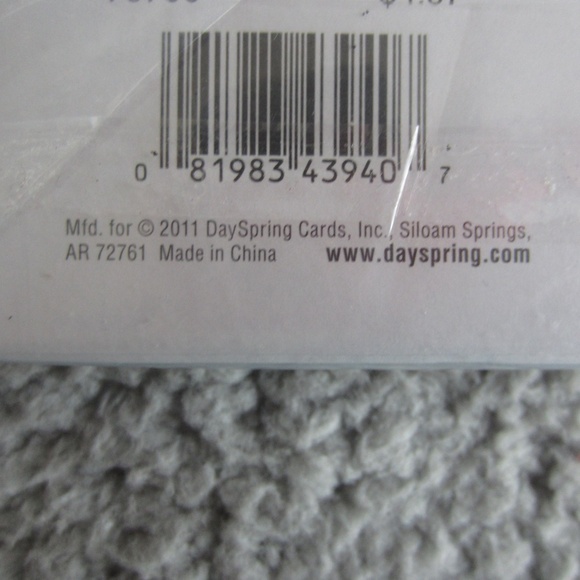 0 81983 43940 7
Mfd. for © 2011 DaySpring Cards, Inc., Siloam Springs,
AR 72761 Made in China www.dayspring.com